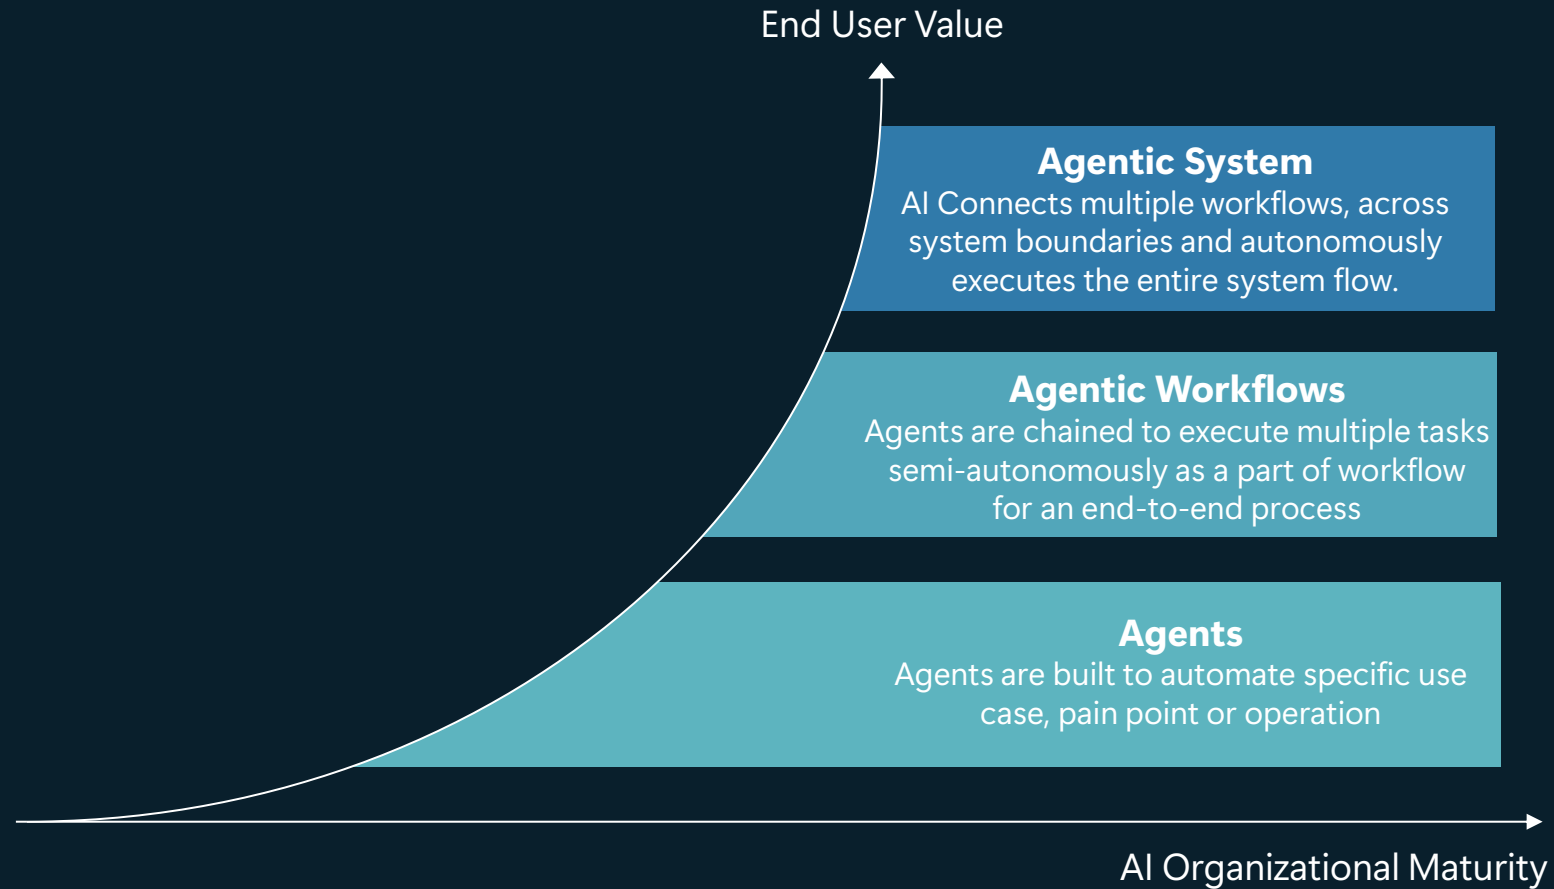 End User Value
Agentic System
AI Connects multiple workflows, across
system boundaries and autonomously
executes the entire system flow.
Agentic Workflows
Agents are chained to execute multiple tasks
semi-autonomously as a part of workflow
for an end-to-end process
Agents
Agents are built to automate specific use
case, pain point or operation
AI Organizational Maturity